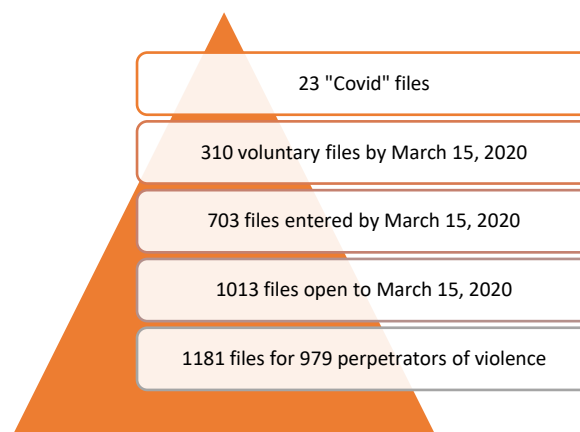 23 "Covid" files
310 voluntary files by March 15, 2020
703 files entered by March 15, 2020
1013 files open to March 15, 2020
1181 files for 979 perpetrators of violence